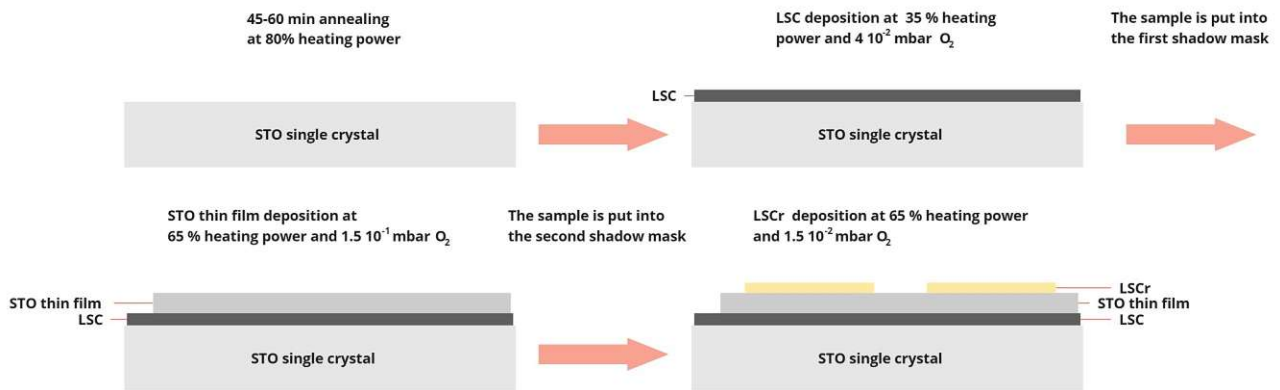 45-60 min annealing
at 80% heating power
LSC deposition at 35 % heating
power and 4 10⁻² mbar O₂
The sample is put into
the first shadow mask
LSC
STO single crystal
STO single crystal
STO thin film deposition at
65 % heating power and 1.5 10⁻¹ mbar O₂
The sample is put into
the second shadow mask
LSCr deposition at 65 % heating power
and 1.5 10⁻² mbar O₂
STO thin film
LSC
STO single crystal
LSCr
STO thin film
LSC
STO single crystal